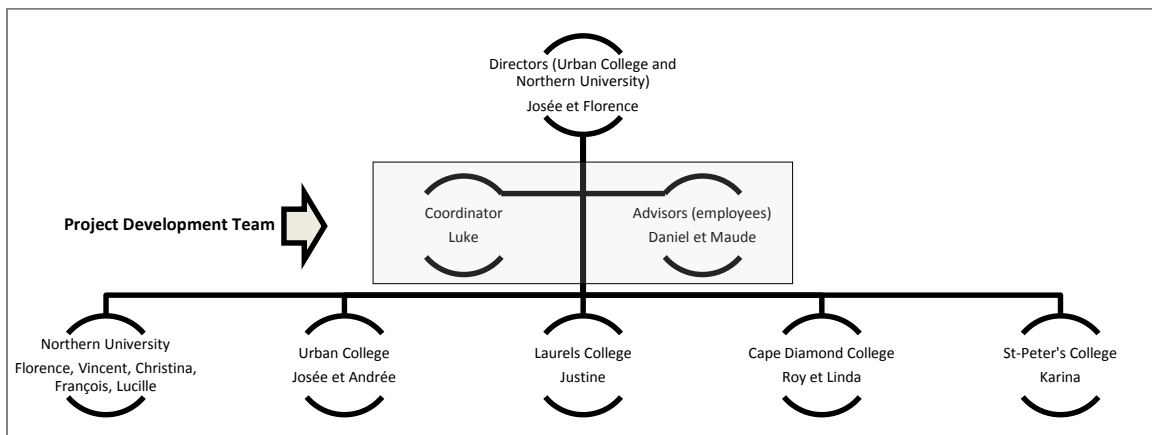 Directors (Urban College and
Northern University)
Josée et Florence
Project Development Team
Coordinator
Luke
Advisors (employees)
Daniel et Maude
Northern University
Florence, Vincent, Christina,
François, Lucille
Urban College
Josée et Andrée
Laurels College
Justine
Cape Diamond College
Roy et Linda
St-Peter's College
Karina